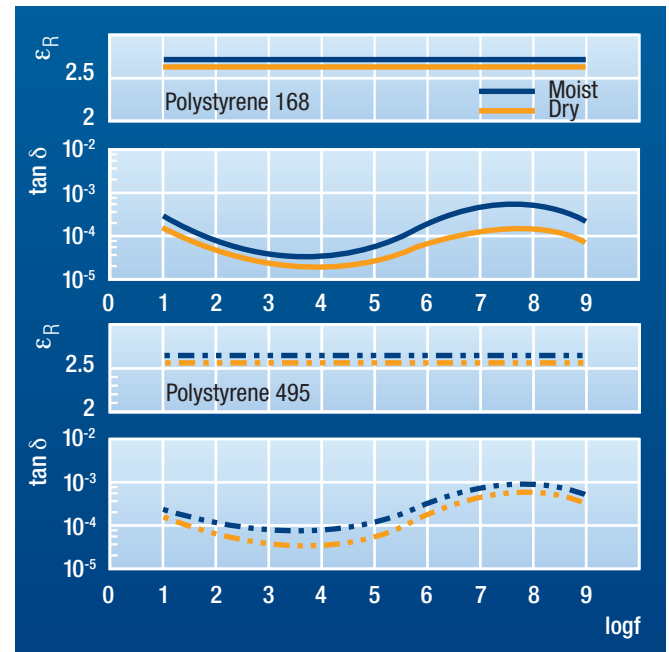 εR
2.5
2
Polystyrene 168
Moist
Dry
tan δ
10-2
10-3
10-4
10-5
0 1 2 3 4 5 6 7 8 9
εR
2.5
2
Polystyrene 495
tan δ
10-2
10-3
10-4
10-5
0 1 2 3 4 5 6 7 8 9
logf